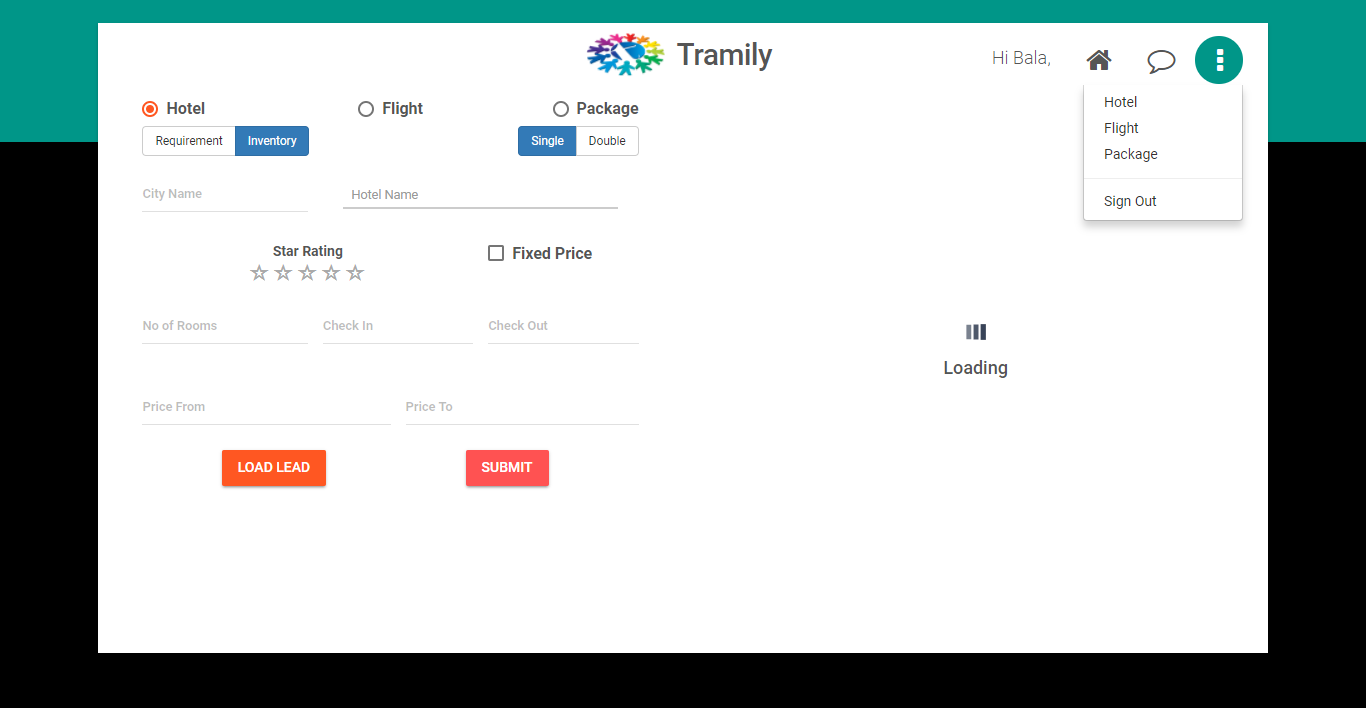 Tramily
Hi Bala,
Hotel
Flight
Package
Sign Out
Hotel Flight Package
Requirement Inventory Single Double
City Name Hotel Name
Star Rating Fixed Price
No of Rooms Check In Check Out
Loading
Price From Price To
LOAD LEAD SUBMIT